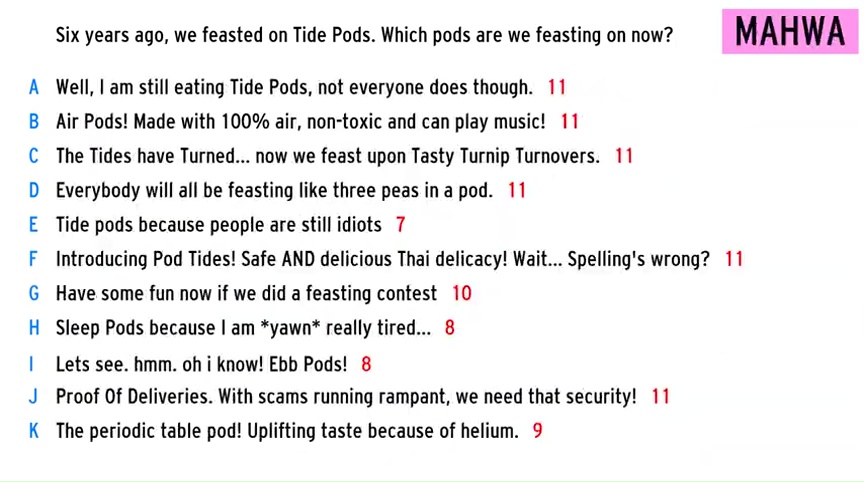 Six years ago, we feasted on Tide Pods. Which pods are we feasting on now?
MAHWA
A Well, I am still eating Tide Pods, not everyone does though. 11
B Air Pods! Made with 100% air, non-toxic and can play music! 11
C The Tides have Turned... now we feast upon Tasty Turnip Turnovers. 11
D Everybody will all be feasting like three peas in a pod. 11
E Tide pods because people are still idiots 7
F Introducing Pod Tides! Safe AND delicious Thai delicacy! Wait... Spelling's wrong? 11
G Have some fun now if we did a feasting contest 10
H Sleep Pods because I am *yawn* really tired... 8
I Lets see. hmm. oh i know! Ebb Pods! 8
J Proof Of Deliveries. With scams running rampant, we need that security! 11
K The periodic table pod! Uplifting taste because of helium. 9